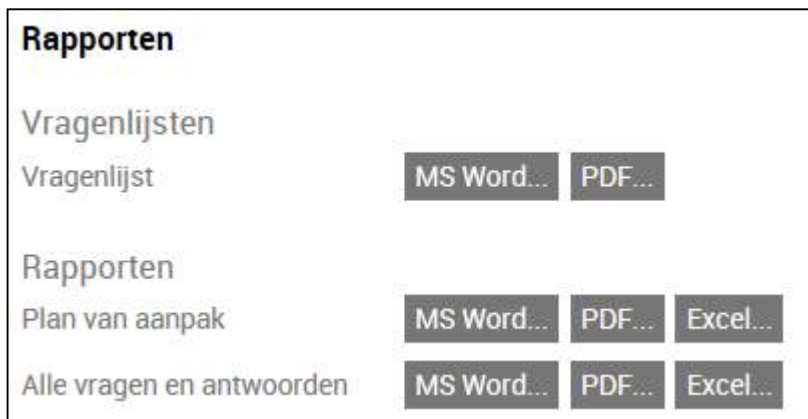 Rapporten
Vragenlijsten
Vragenlijst MS Word... PDF...
Rapporten
Plan van aanpak MS Word... PDF... Excel...
Alle vragen en antwoorden MS Word... PDF... Excel...